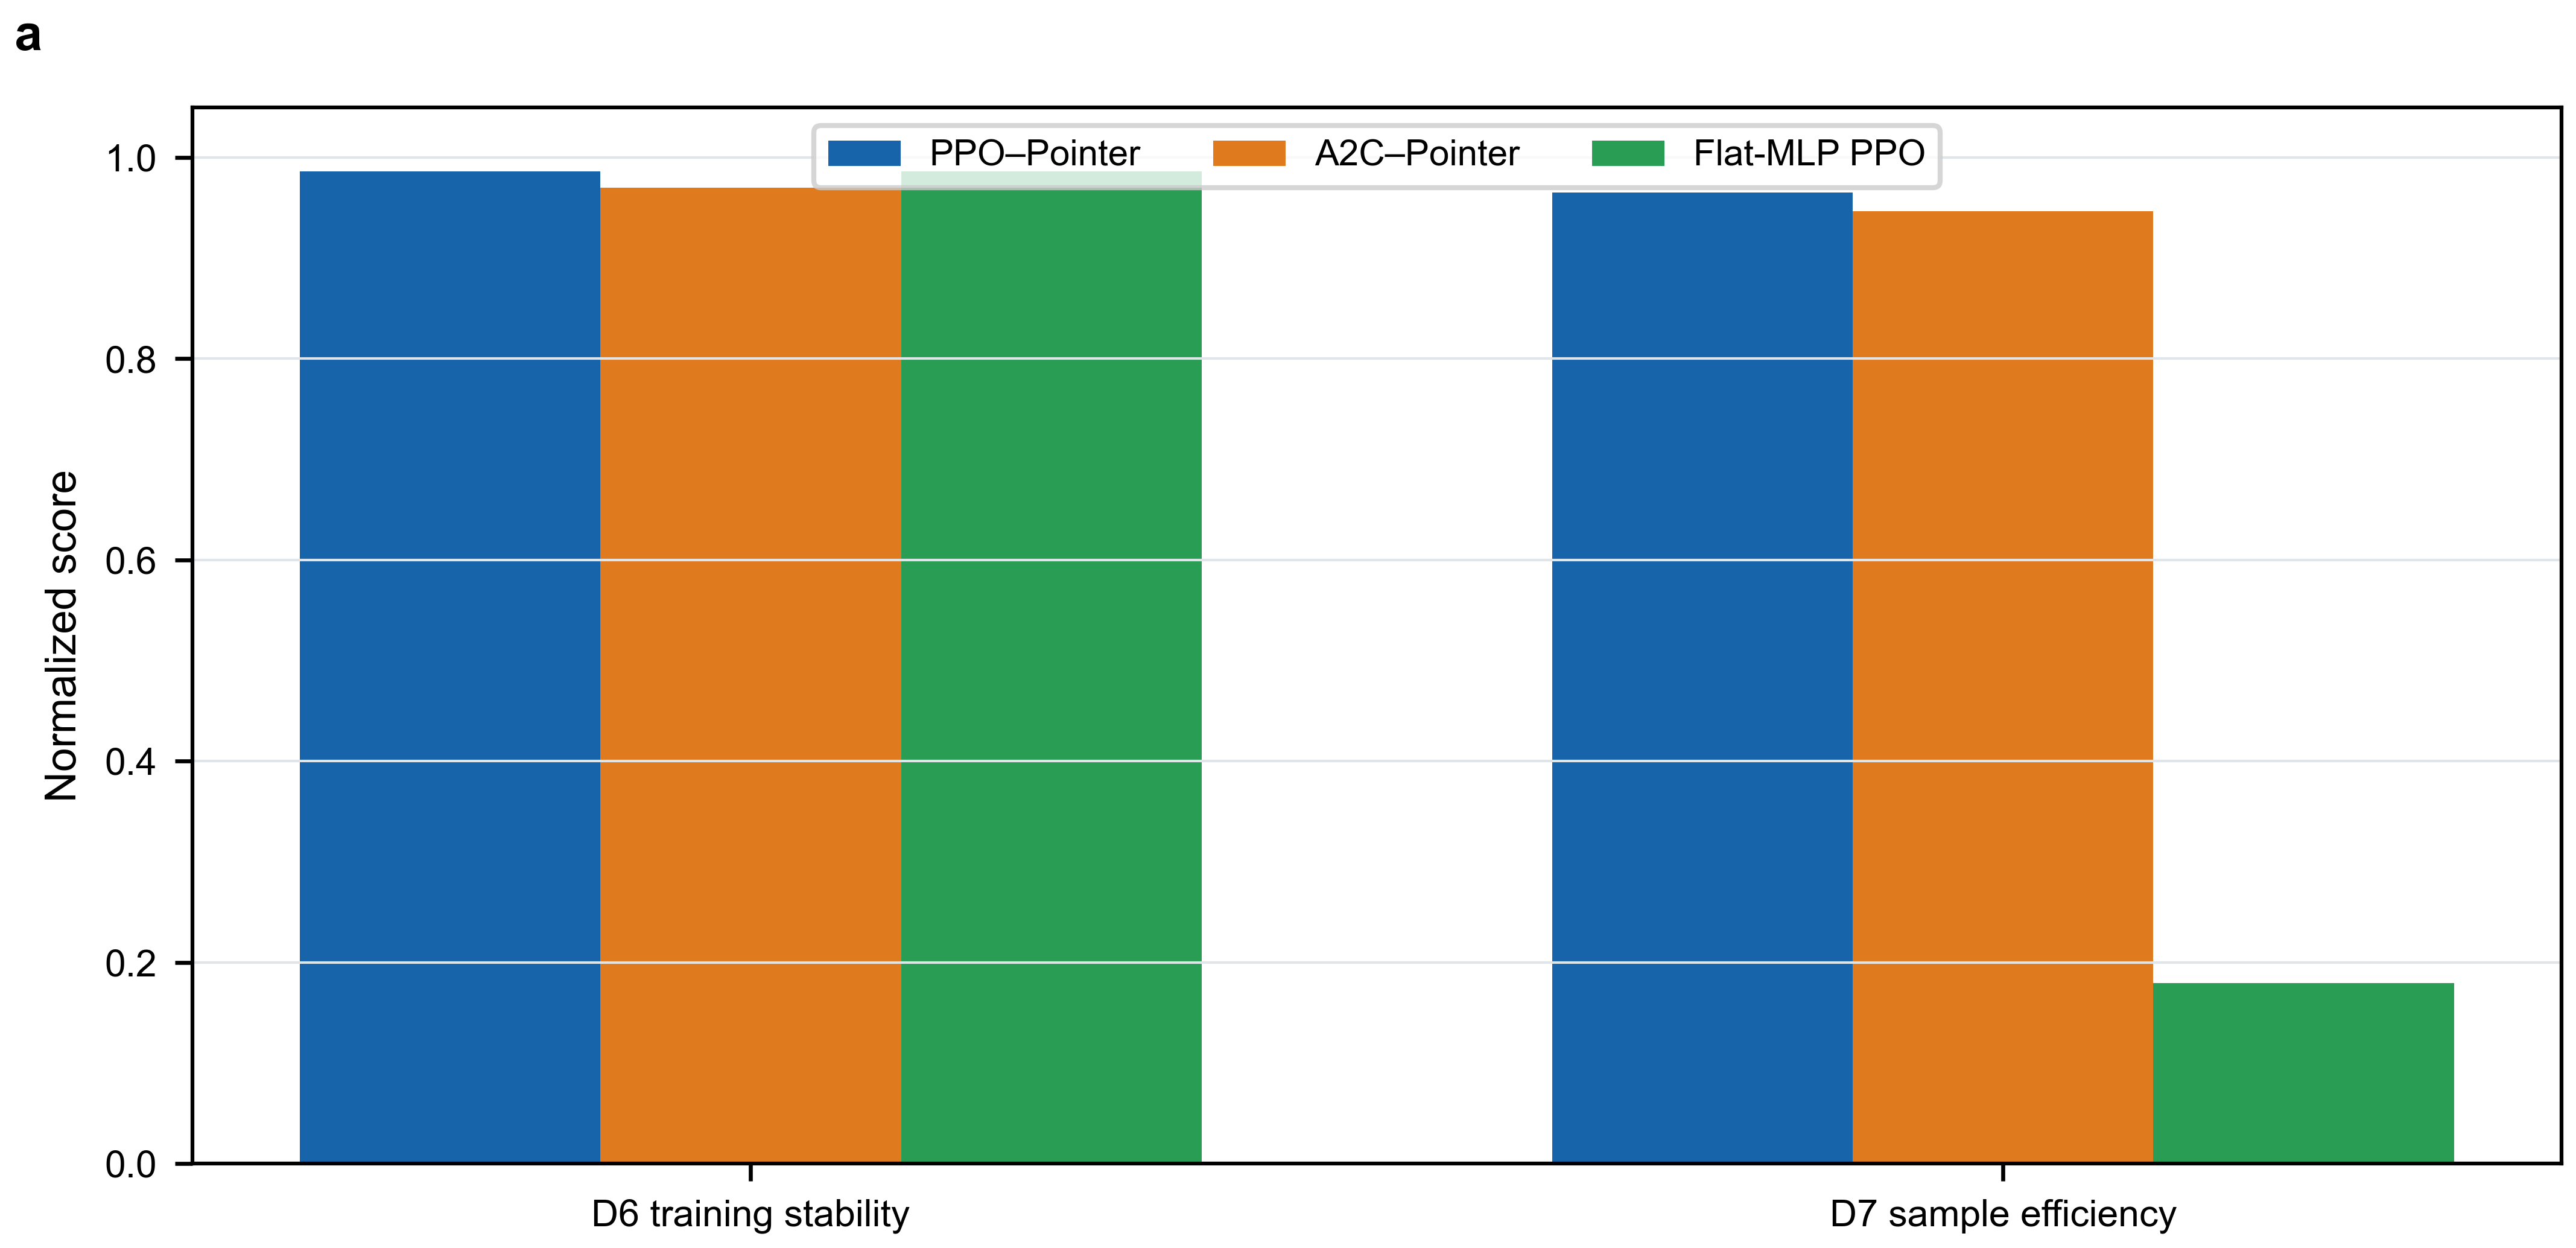 a
PPO–Pointer A2C–Pointer Flat-MLP PPO
Normalized score
1.0
0.8
0.6
0.4
0.2
0.0
D6 training stability D7 sample efficiency